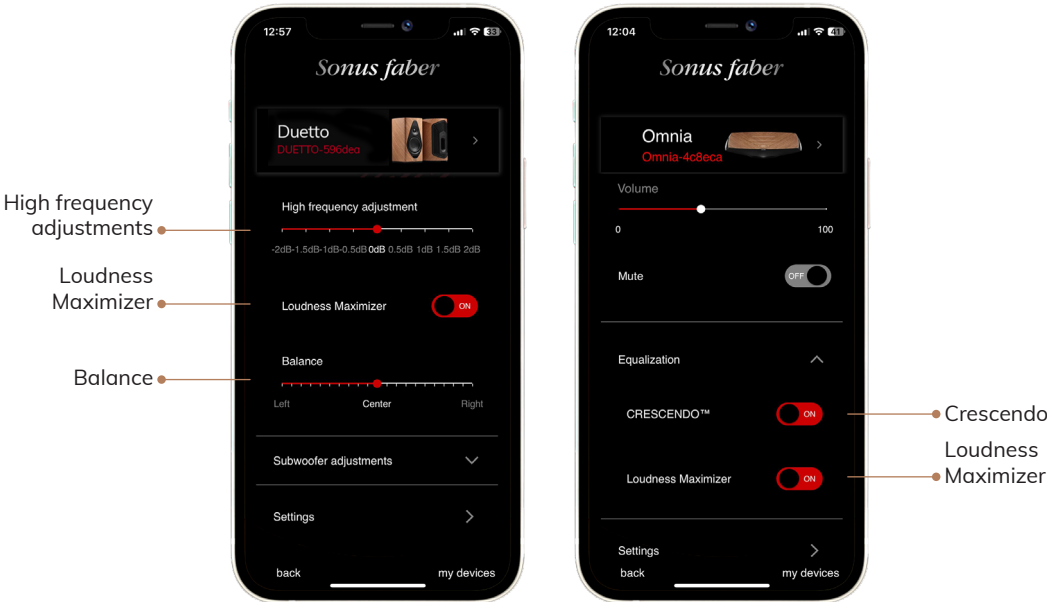 12:57
33
Sonus faber
Duetto
DUETTO-596dea
High frequency adjustment
-2dB-1.5dB-1dB-0.5dB 0dB 0.5dB 1dB 1.5dB 2dB
Loudness Maximizer
ON
Balance
Left Center Right
Subwoofer adjustments
Settings
back my devices
High frequency
adjustments
Loudness
Maximizer
Balance
12:04
41
Sonus faber
Omnia
Omnia-4c8eca
Volume
0 100
Mute
OFF
Equalization
CRESCENDO™
ON
Loudness Maximizer
ON
Settings
back my devices
Crescendo
Loudness
Maximizer